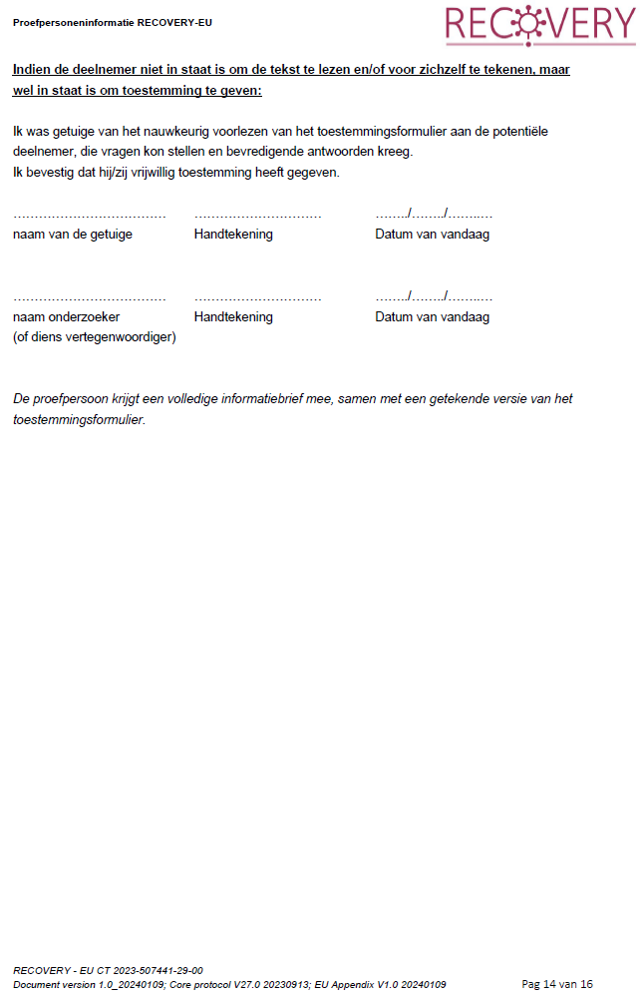 Proefpersoneninformatie RECOVERY-EU
RECOVERY
Indien de deelnemer niet in staat is om de tekst te lezen en/of voor zichzelf te tekenen, maar
wel in staat is om toestemming te geven:
Ik was getuige van het nauwkeurig voorlezen van het toestemmingsformulier aan de potentiële
deelnemer, die vragen kon stellen en bevredigende antwoorden kreeg.
Ik bevestig dat hij/zij vrijwillig toestemming heeft gegeven.
……………………………… ………………………… ……../……../……..…
naam van de getuige Handtekening Datum van vandaag
……………………………… ………………………… ……../……../……..…
naam onderzoeker Handtekening Datum van vandaag
(of diens vertegenwoordiger)
De proefpersoon krijgt een volledige informatiebrief mee, samen met een getekende versie van het
toestemmingsformulier.
RECOVERY - EU CT 2023-507441-29-00
Document version 1.0_20240109; Core protocol V27.0 20230913; EU Appendix V1.0 20240109 Pag 14 van 16